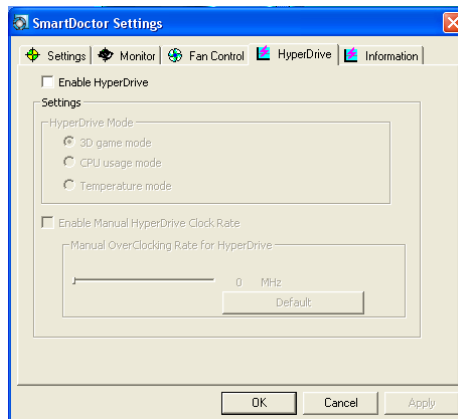 SmartDoctor Settings
Settings Monitor Fan Control HyperDrive Information
Enable HyperDrive
Settings
HyperDrive Mode
3D game mode
CPU usage mode
Temperature mode
Enable Manual HyperDrive Clock Rate
Manual OverClocking Rate for HyperDrive
0 MHz
Default
OK Cancel Apply